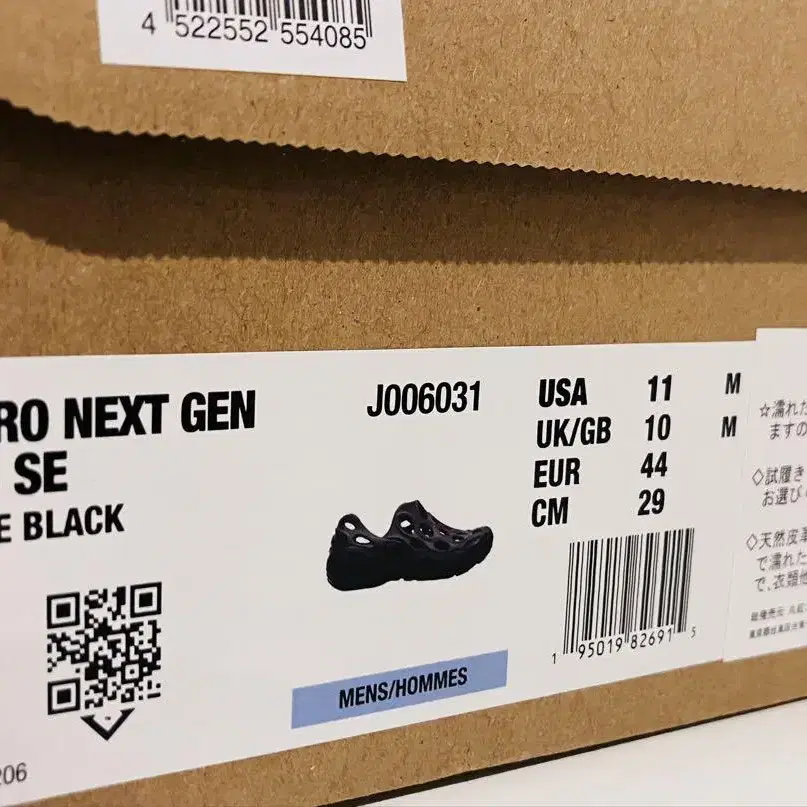 4 522552 554085
RO NEXT GEN
SE
E BLACK
J006031
USA 11 M
UK/GB 10 M
EUR 44
CM 29
1 95019 82691 5
MENS/HOMMES
206
☆濡れた
ますの
◇試履き
お選び
◇天然皮革
で濡れた
で、衣類他